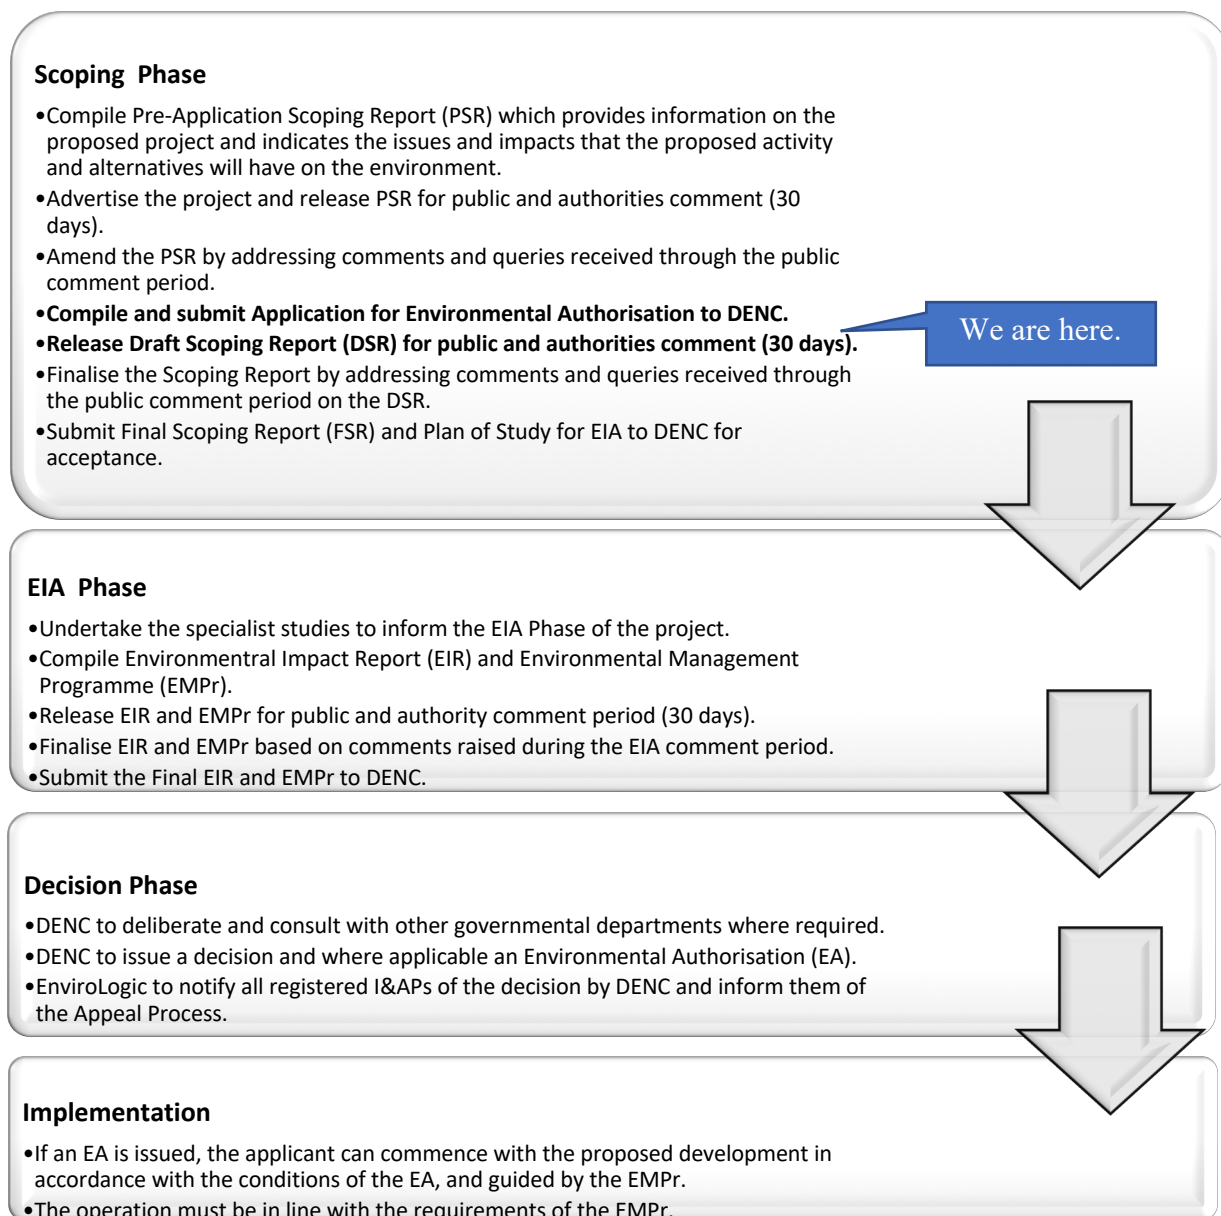 Scoping Phase
•Compile Pre-Application Scoping Report (PSR) which provides information on the
proposed project and indicates the issues and impacts that the proposed activity
and alternatives will have on the environment.
•Advertise the project and release PSR for public and authorities comment (30
days).
•Amend the PSR by addressing comments and queries received through the public
comment period.
•Compile and submit Application for Environmental Authorisation to DENC.
•Release Draft Scoping Report (DSR) for public and authorities comment (30 days).
We are here.
•Finalise the Scoping Report by addressing comments and queries received through
the public comment period on the DSR.
•Submit Final Scoping Report (FSR) and Plan of Study for EIA to DENC for
acceptance.
EIA Phase
•Undertake the specialist studies to inform the EIA Phase of the project.
•Compile Environmentral Impact Report (EIR) and Environmental Management
Programme (EMPr).
•Release EIR and EMPr for public and authority comment period (30 days).
•Finalise EIR and EMPr based on comments raised during the EIA comment period.
•Submit the Final EIR and EMPr to DENC.
Decision Phase
•DENC to deliberate and consult with other governmental departments where required.
•DENC to issue a decision and where applicable an Environmental Authorisation (EA).
•EnviroLogic to notify all registered I&APs of the decision by DENC and inform them of
the Appeal Process.
Implementation
•If an EA is issued, the applicant can commence with the proposed development in
accordance with the conditions of the EA, and guided by the EMPr.
•The operation must be in line with the requirements of the EMPr.